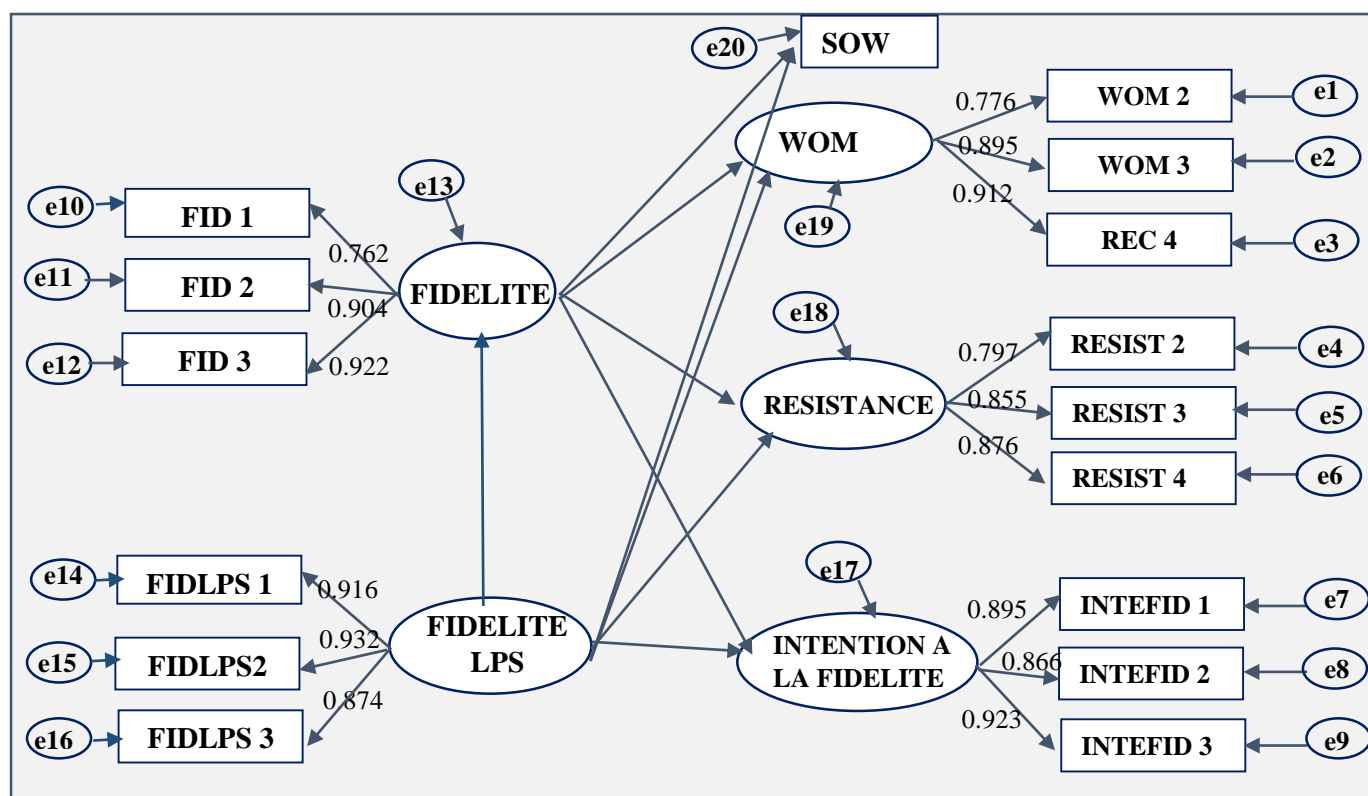 e20
SOW
0.776
WOM 2
e1
WOM
0.895
WOM 3
e2
0.912
REC 4
e3
e19
e10
FID 1
e13
0.762
e11
FID 2
FIDELITE
0.904
e12
FID 3
0.922
e18
0.797
RESIST 2
e4
RESISTANCE
0.855
RESIST 3
e5
0.876
RESIST 4
e6
e14
FIDLPS 1
0.916
e15
FIDLPS2
0.932
FIDELITE
LPS
e16
FIDLPS 3
0.874
e17
0.895
INTEFID 1
e7
INTENTION A
LA FIDELITE
0.866
INTEFID 2
e8
0.923
INTEFID 3
e9